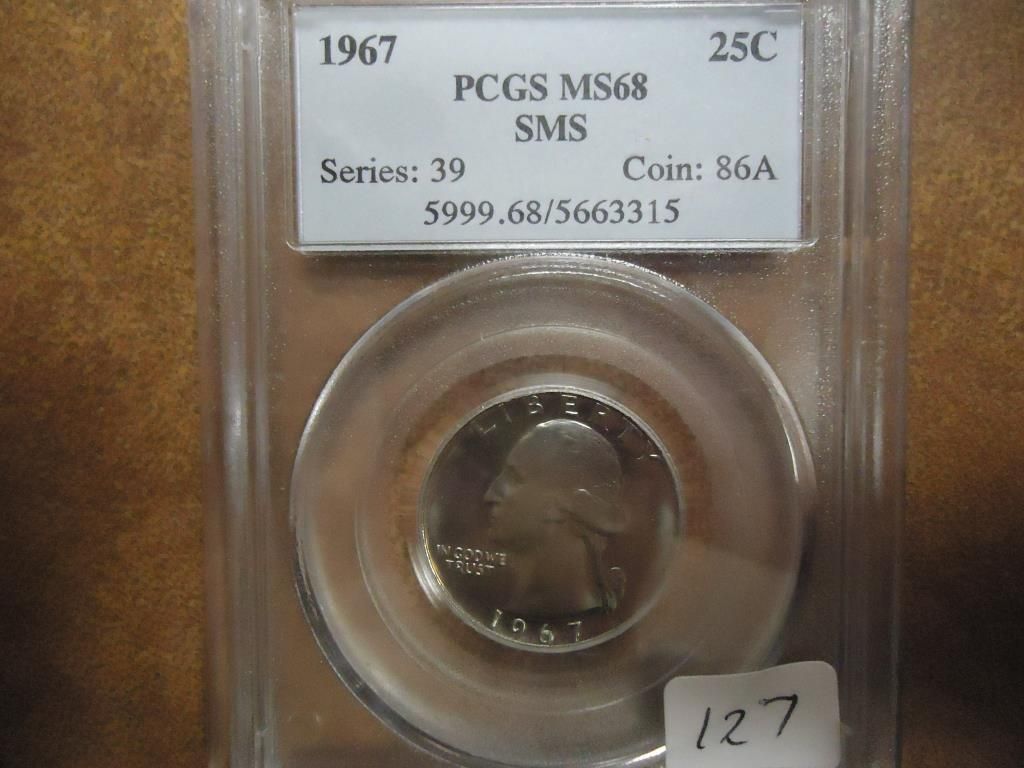 1967 25C
PCGS MS68
SMS
Series: 39 Coin: 86A
5999.68/5663315
LIBERTY
IN GOD WE
TRUST
1967
127